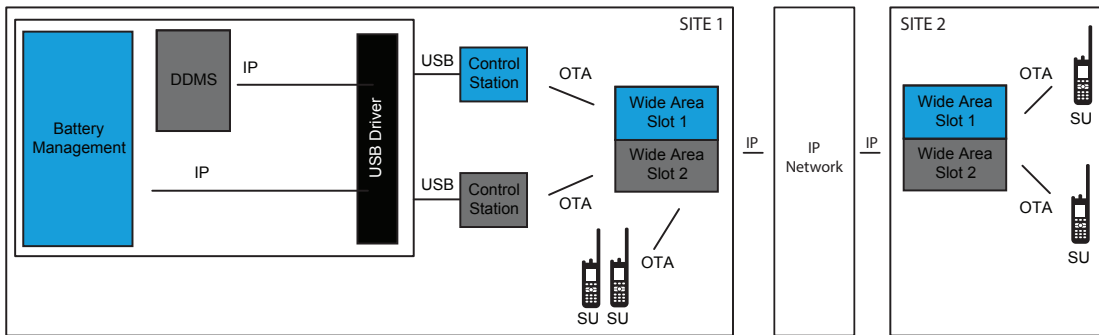 SITE 1
SITE 2
Battery
Management
DDMS
IP
IP
USB Driver
USB
USB
Control
Station
Control
Station
OTA
OTA
Wide Area
Slot 1
Wide Area
Slot 2
OTA
SU SU
IP
IP
Network
IP
Wide Area
Slot 1
Wide Area
Slot 2
OTA
SU
OTA
SU